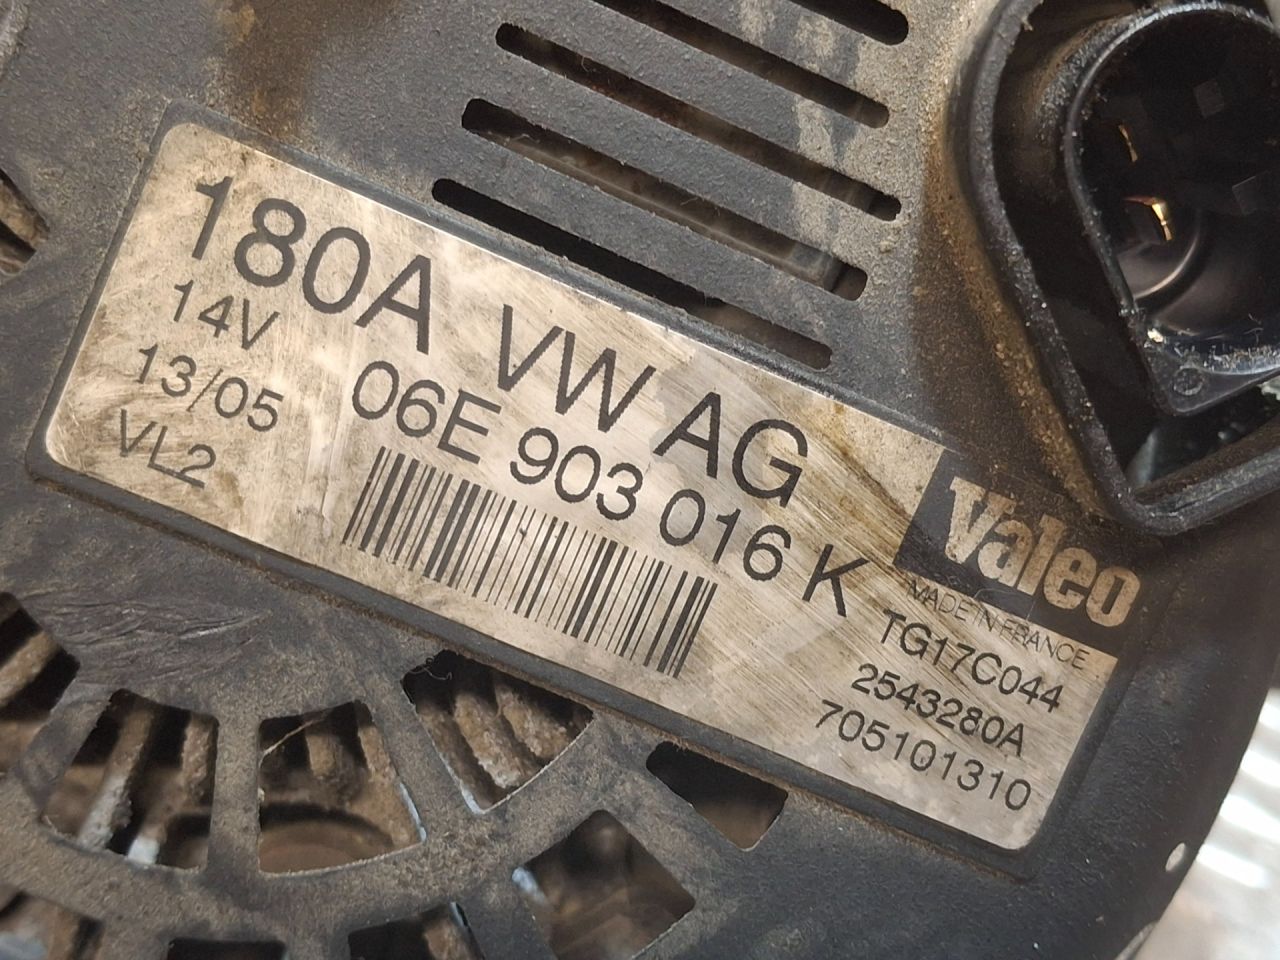 180A VW AG
14V 06E 903 016 K
13/05
VL2
Valeo
MADE IN FRANCE
TG17C044
2543280A
705101310